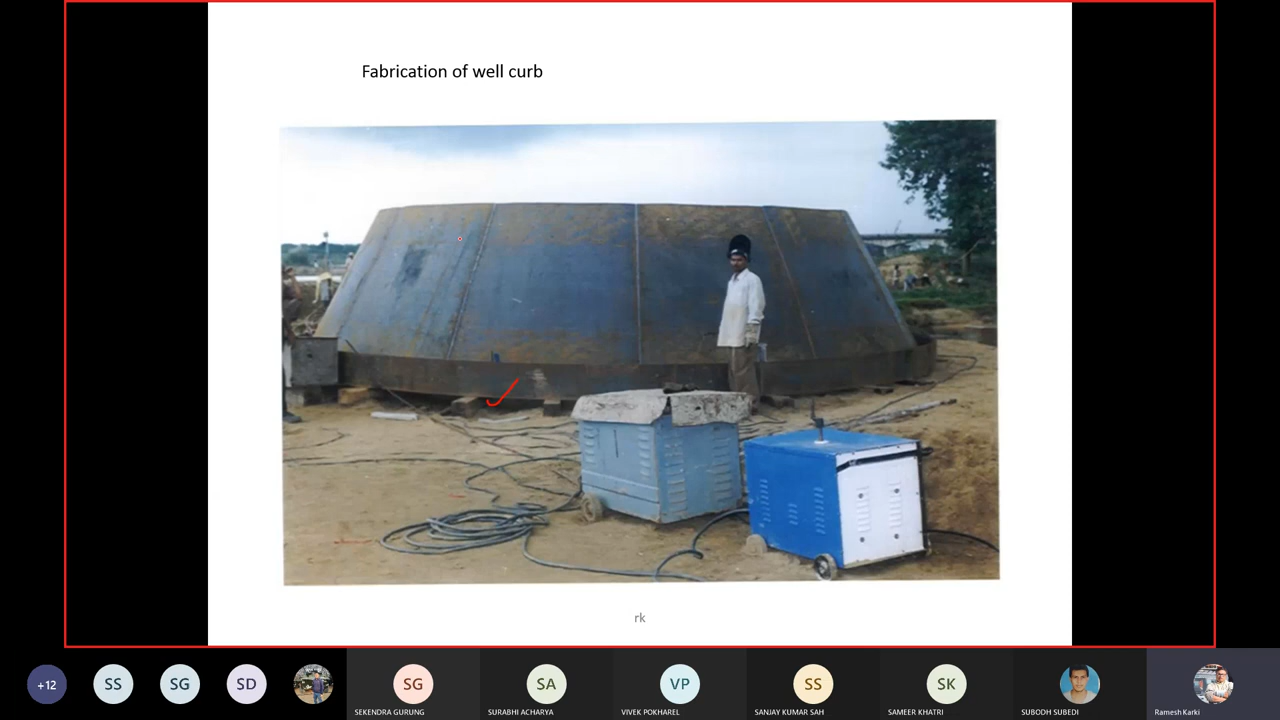 Fabrication of well curb
rk
+12
SS
SG
SD
SG
SEKENDRA GURUNG
SA
SURABHI ACHARYA
VP
VIVEK POKHAREL
SS
SANJAY KUMAR SAH
SK
SAMEER KHATRI
SUBODH SUBEDI
Ramesh Karki